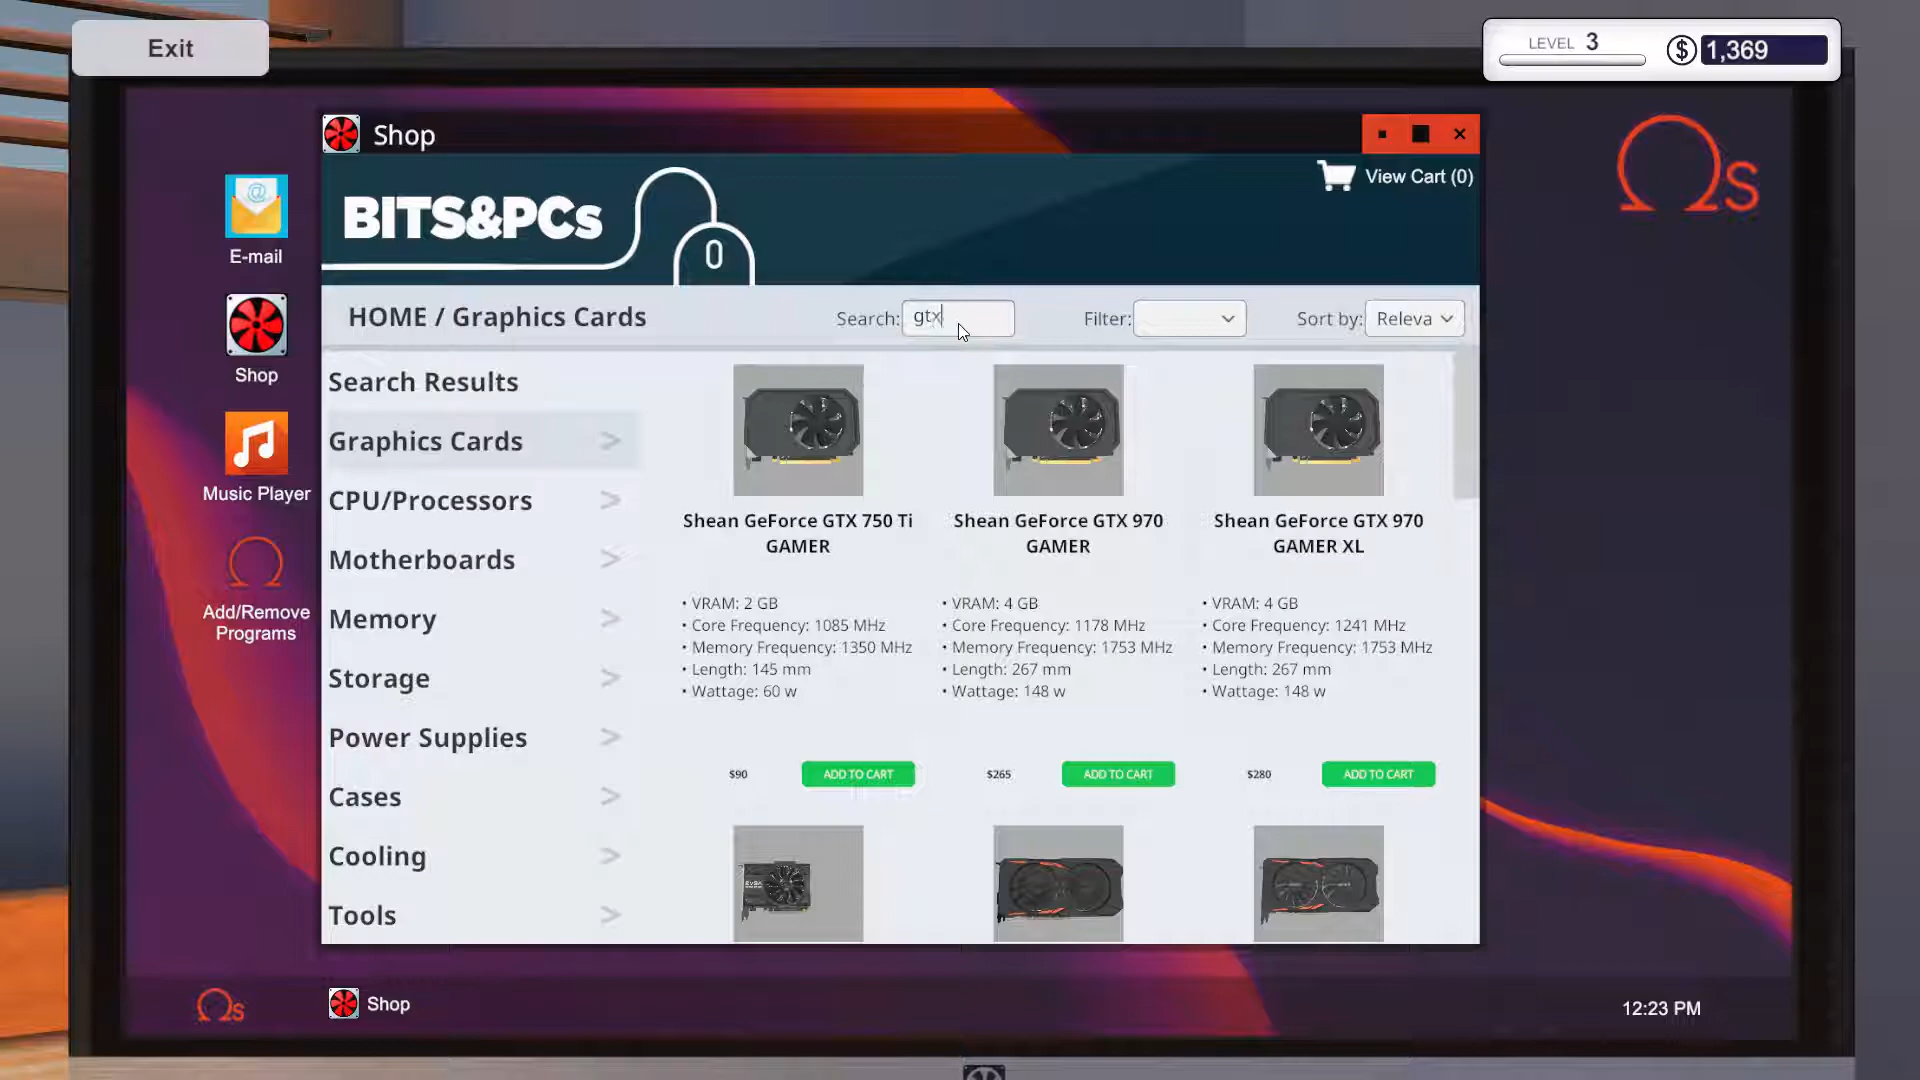 Exit
LEVEL 3
$ 1,369
Shop
View Cart (0)
BITS&PCs
HOME / Graphics Cards
Search: gtx
Filter:
Sort by: Releva
E-mail
Shop
Music Player
Add/Remove
Programs
Search Results
Graphics Cards >
CPU/Processors >
Motherboards >
Memory >
Storage >
Power Supplies >
Cases >
Cooling >
Tools >
Shean GeForce GTX 750 Ti
GAMER
• VRAM: 2 GB
• Core Frequency: 1085 MHz
• Memory Frequency: 1350 MHz
• Length: 145 mm
• Wattage: 60 w
$90
ADD TO CART
Shean GeForce GTX 970
GAMER
• VRAM: 4 GB
• Core Frequency: 1178 MHz
• Memory Frequency: 1753 MHz
• Length: 267 mm
• Wattage: 148 w
$265
ADD TO CART
Shean GeForce GTX 970
GAMER XL
• VRAM: 4 GB
• Core Frequency: 1241 MHz
• Memory Frequency: 1753 MHz
• Length: 267 mm
• Wattage: 148 w
$280
ADD TO CART
EVGA
Ωs
Ωs
Shop
12:23 PM